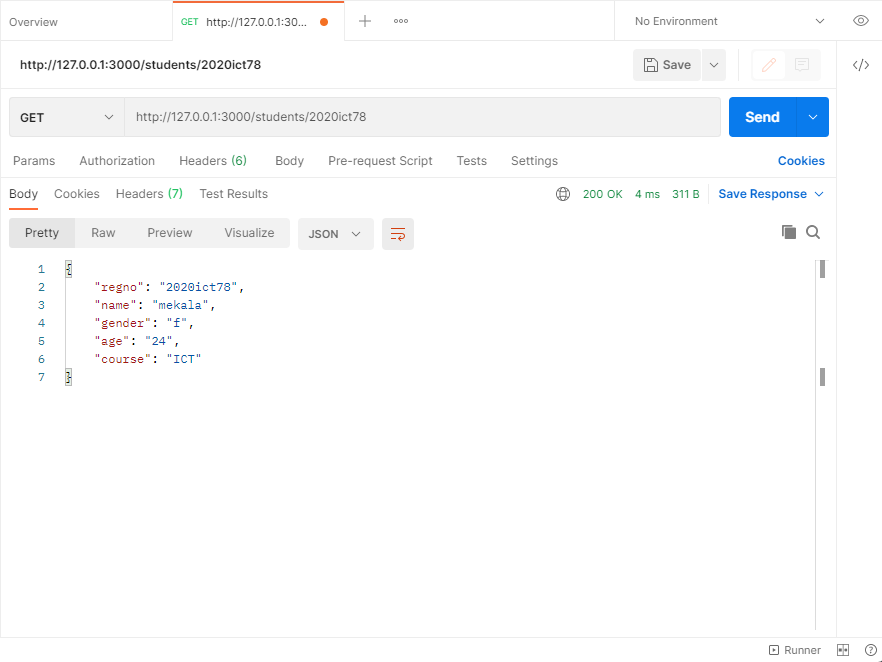 Overview
GET http://127.0.0.1:30...
No Environment
http://127.0.0.1:3000/students/2020ict78
Save
GET http://127.0.0.1:3000/students/2020ict78
Send
Params Authorization Headers (6) Body Pre-request Script Tests Settings Cookies
Body Cookies Headers (7) Test Results 200 OK 4 ms 311 B Save Response
Pretty Raw Preview Visualize JSON
1 {
2 "regno": "2020ict78",
3 "name": "mekala",
4 "gender": "f",
5 "age": "24",
6 "course": "ICT"
7 }
Runner